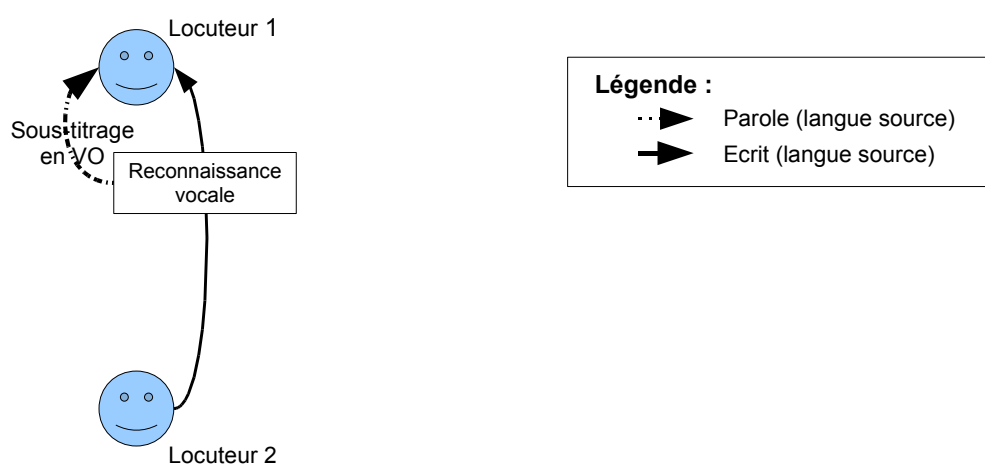 Locuteur 1
Sous-titrage
en VO
Reconnaissance
vocale
Locuteur 2
Légende :
Parole (langue source)
Ecrit (langue source)